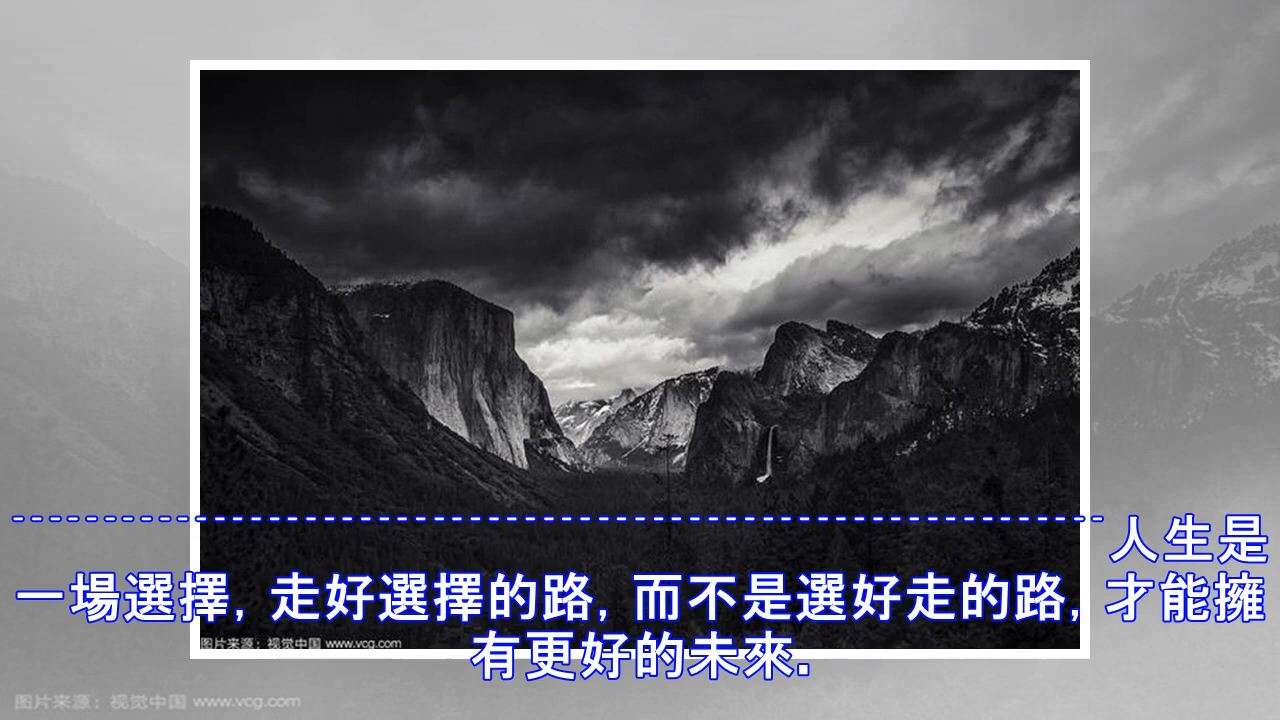 ------------------------------------------------------------ 人生是
一場選擇, 走好選擇的路, 而不是選好走的路, 才能擁
图片来源：视觉中国 www.vcg.com
有更好的未來.
图片来源：视觉中国 www.vcg.com